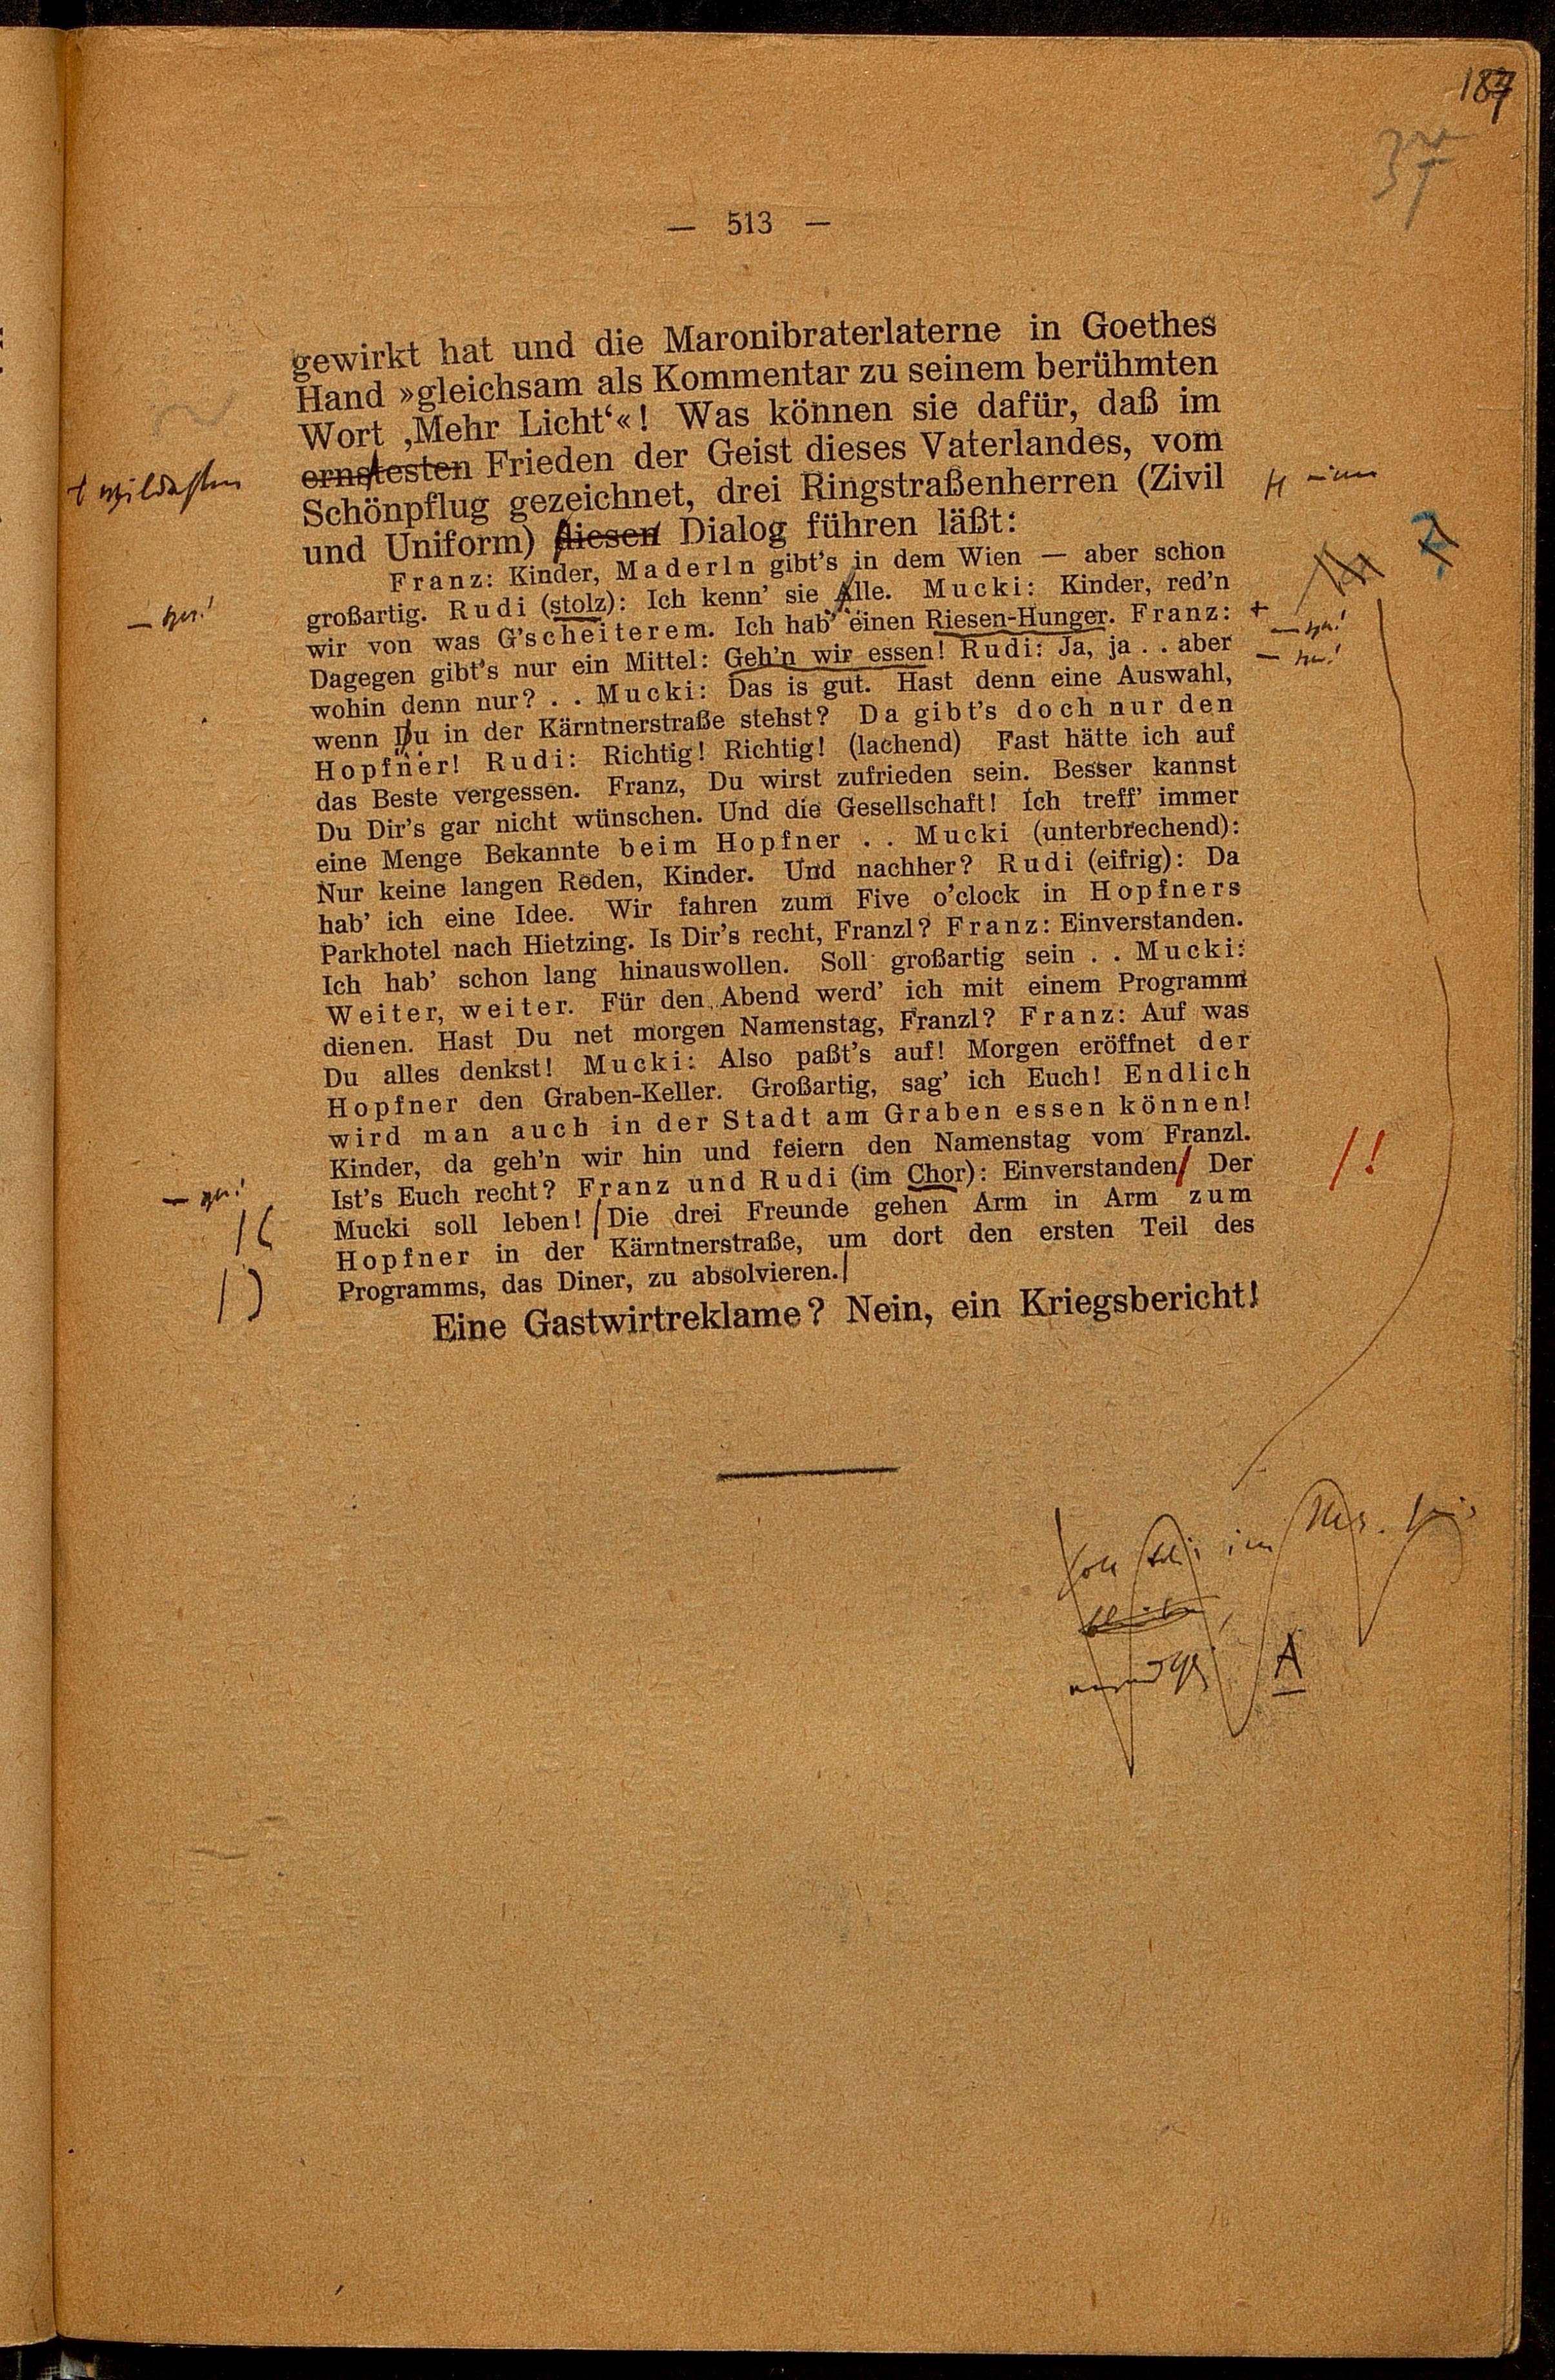 187
— 513 —
gewirkt hat und die Maronibraterlaterne in Goethes
Hand »gleichsam als Kommentar zu seinem berühmten
Wort ‚Mehr Licht‘«! Was können sie dafür, daß im
ernstesten Frieden der Geist dieses Vaterlandes, vom
Schönpflug gezeichnet, drei Ringstraßenherren (Zivil
und Uniform) diesen Dialog führen läßt:
Franz: Kinder, Maderln gibt's in dem Wien — aber schon
großartig. Rudi (stolz): Ich kenn' sie Alle. Mucki: Kinder, red'n
wir von was G'scheiterem. Ich hab' einen Riesen-Hunger. Franz:
Dagegen gibt's nur ein Mittel: Geh'n wir essen! Rudi: Ja, ja . . aber
wohin denn nur? . . Mucki: Das is gut. Hast denn eine Auswahl,
wenn Du in der Kärntnerstraße stehst? Da gibt's doch nur den
Hopfner! Rudi: Richtig! Richtig! (lachend) Fast hätte ich auf
das Beste vergessen. Franz, Du wirst zufrieden sein. Besser kannst
Du Dir's gar nicht wünschen. Und die Gesellschaft! Ich treff' immer
eine Menge Bekannte beim Hopfner . . Mucki (unterbrechend):
Nur keine langen Reden, Kinder. Und nachher? Rudi (eifrig): Da
hab' ich eine Idee. Wir fahren zum Five o'clock in Hopfners
Parkhotel nach Hietzing. Is Dir's recht, Franzl? Franz: Einverstanden.
Ich hab' schon lang hinauswollen. Soll großartig sein . . Mucki:
Weiter, weiter. Für den Abend werd' ich mit einem Programm
dienen. Hast Du net morgen Namenstag, Franzl? Franz: Auf was
Du alles denkst! Mucki: Also paßt's auf! Morgen eröffnet der
Hopfner den Graben-Keller. Großartig, sag' ich Euch! Endlich
wird man auch in der Stadt am Graben essen können!
Kinder, da geh'n wir hin und feiern den Namenstag vom Franzl.
Ist's Euch recht? Franz und Rudi (im Chor): Einverstanden/ Der
/!
Mucki soll leben! Die drei Freunde gehen Arm in Arm zum
Hopfner in der Kärntnerstraße, um dort den ersten Teil des
Programms, das Diner, zu absolvieren.
Eine Gastwirtreklame? Nein, ein Kriegsbericht!
A